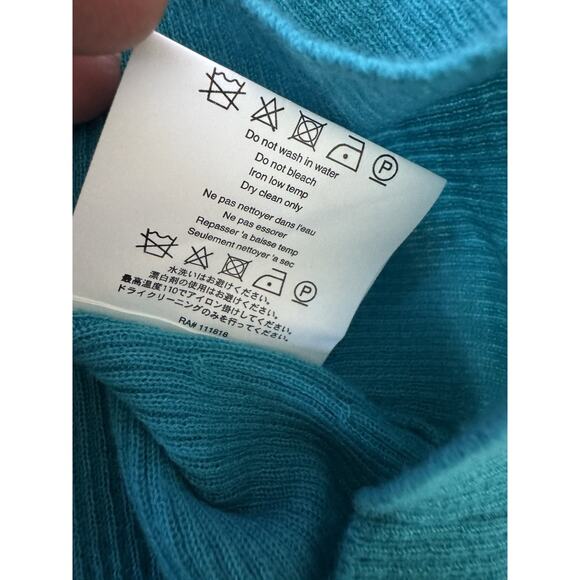 P
Do not wash in water
Do not bleach
Iron low temp
Dry clean only
Ne pas nettoyer dans l'eau
Ne pas essorer
Repasser 'a baisse temp
Seulement nettoyer 'a sec
P
水洗いはお避けください。
漂白剤の使用はお避けください。
最高温度110でアイロン掛けしてください。
ドライクリーニングのみを行ってください。
RA# 111818